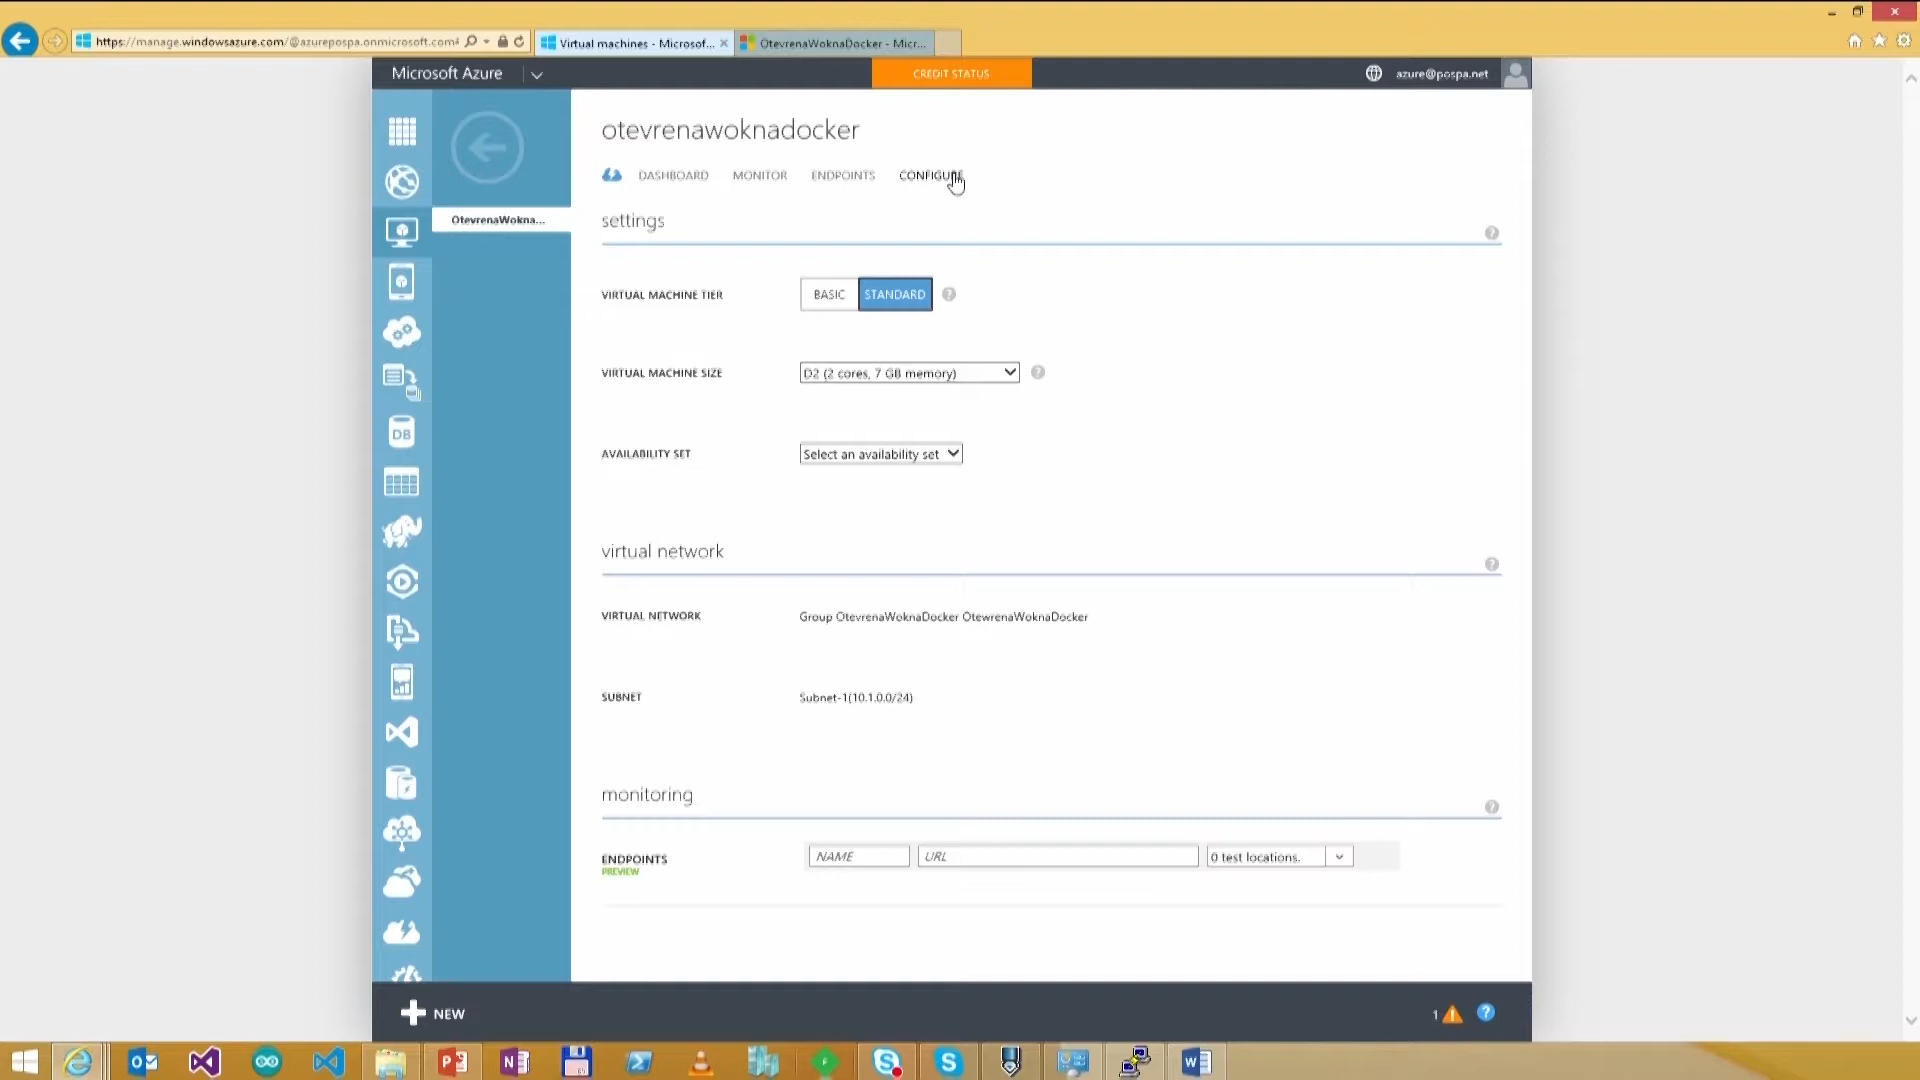 https://manage.windowsazure.com/@azurepospa.onmicrosoft.com#
Virtual machines - Microsof...
OtevrenaWoknaDocker - Micr...
Microsoft Azure
CREDIT STATUS
azure@pospa.net
otevrenawoknadocker
DASHBOARD MONITOR ENDPOINTS CONFIGURE
OtevrenaWokna...
settings
VIRTUAL MACHINE TIER BASIC STANDARD
VIRTUAL MACHINE SIZE D2 (2 cores, 7 GB memory)
AVAILABILITY SET Select an availability set
virtual network
VIRTUAL NETWORK Group OtevrenaWoknaDocker OtewrenaWoknaDocker
SUBNET Subnet-1(10.1.0.0/24)
monitoring
ENDPOINTS NAME URL 0 test locations.
PREVIEW
DB
NEW
1